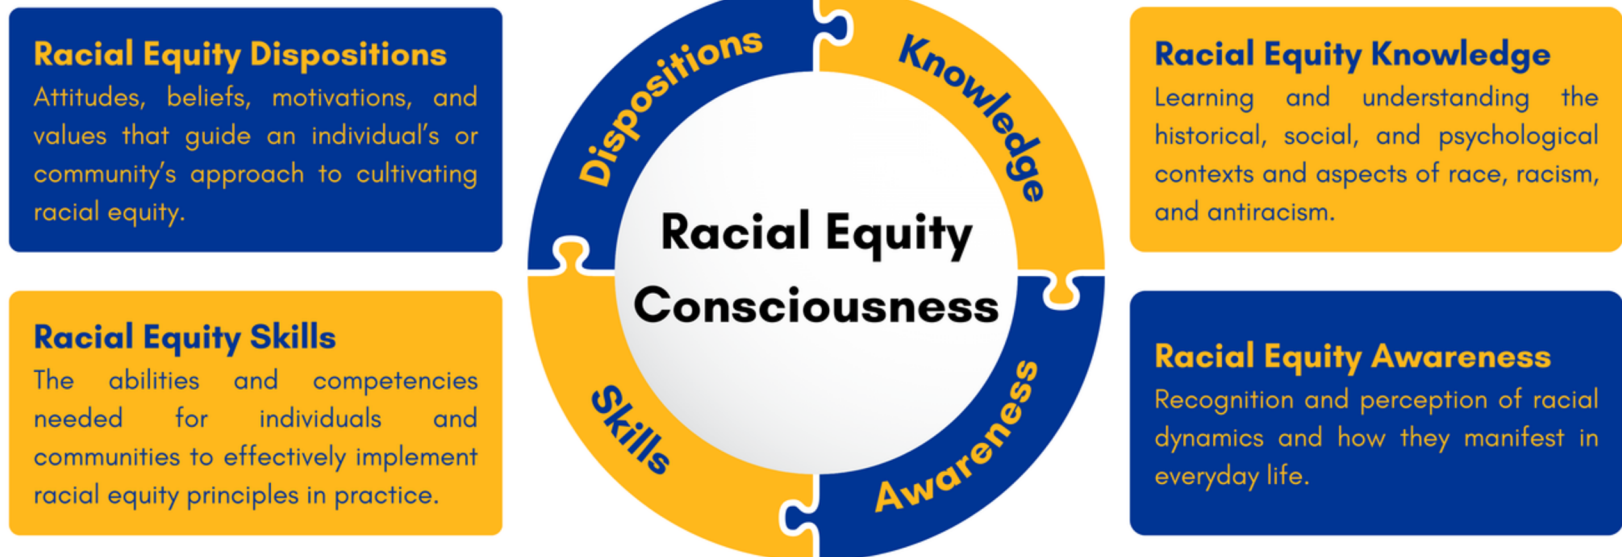 Racial Equity Dispositions
Attitudes, beliefs, motivations, and
values that guide an individual's or
community's approach to cultivating
racial equity.
Racial Equity Skills
The abilities and competencies
needed for individuals and
communities to effectively implement
racial equity principles in practice.
Dispositions
Knowledge
Racial Equity
Consciousness
Skills
Awareness
Racial Equity Knowledge
Learning and understanding the
historical, social, and psychological
contexts and aspects of race, racism,
and antiracism.
Racial Equity Awareness
Recognition and perception of racial
dynamics and how they manifest in
everyday life.